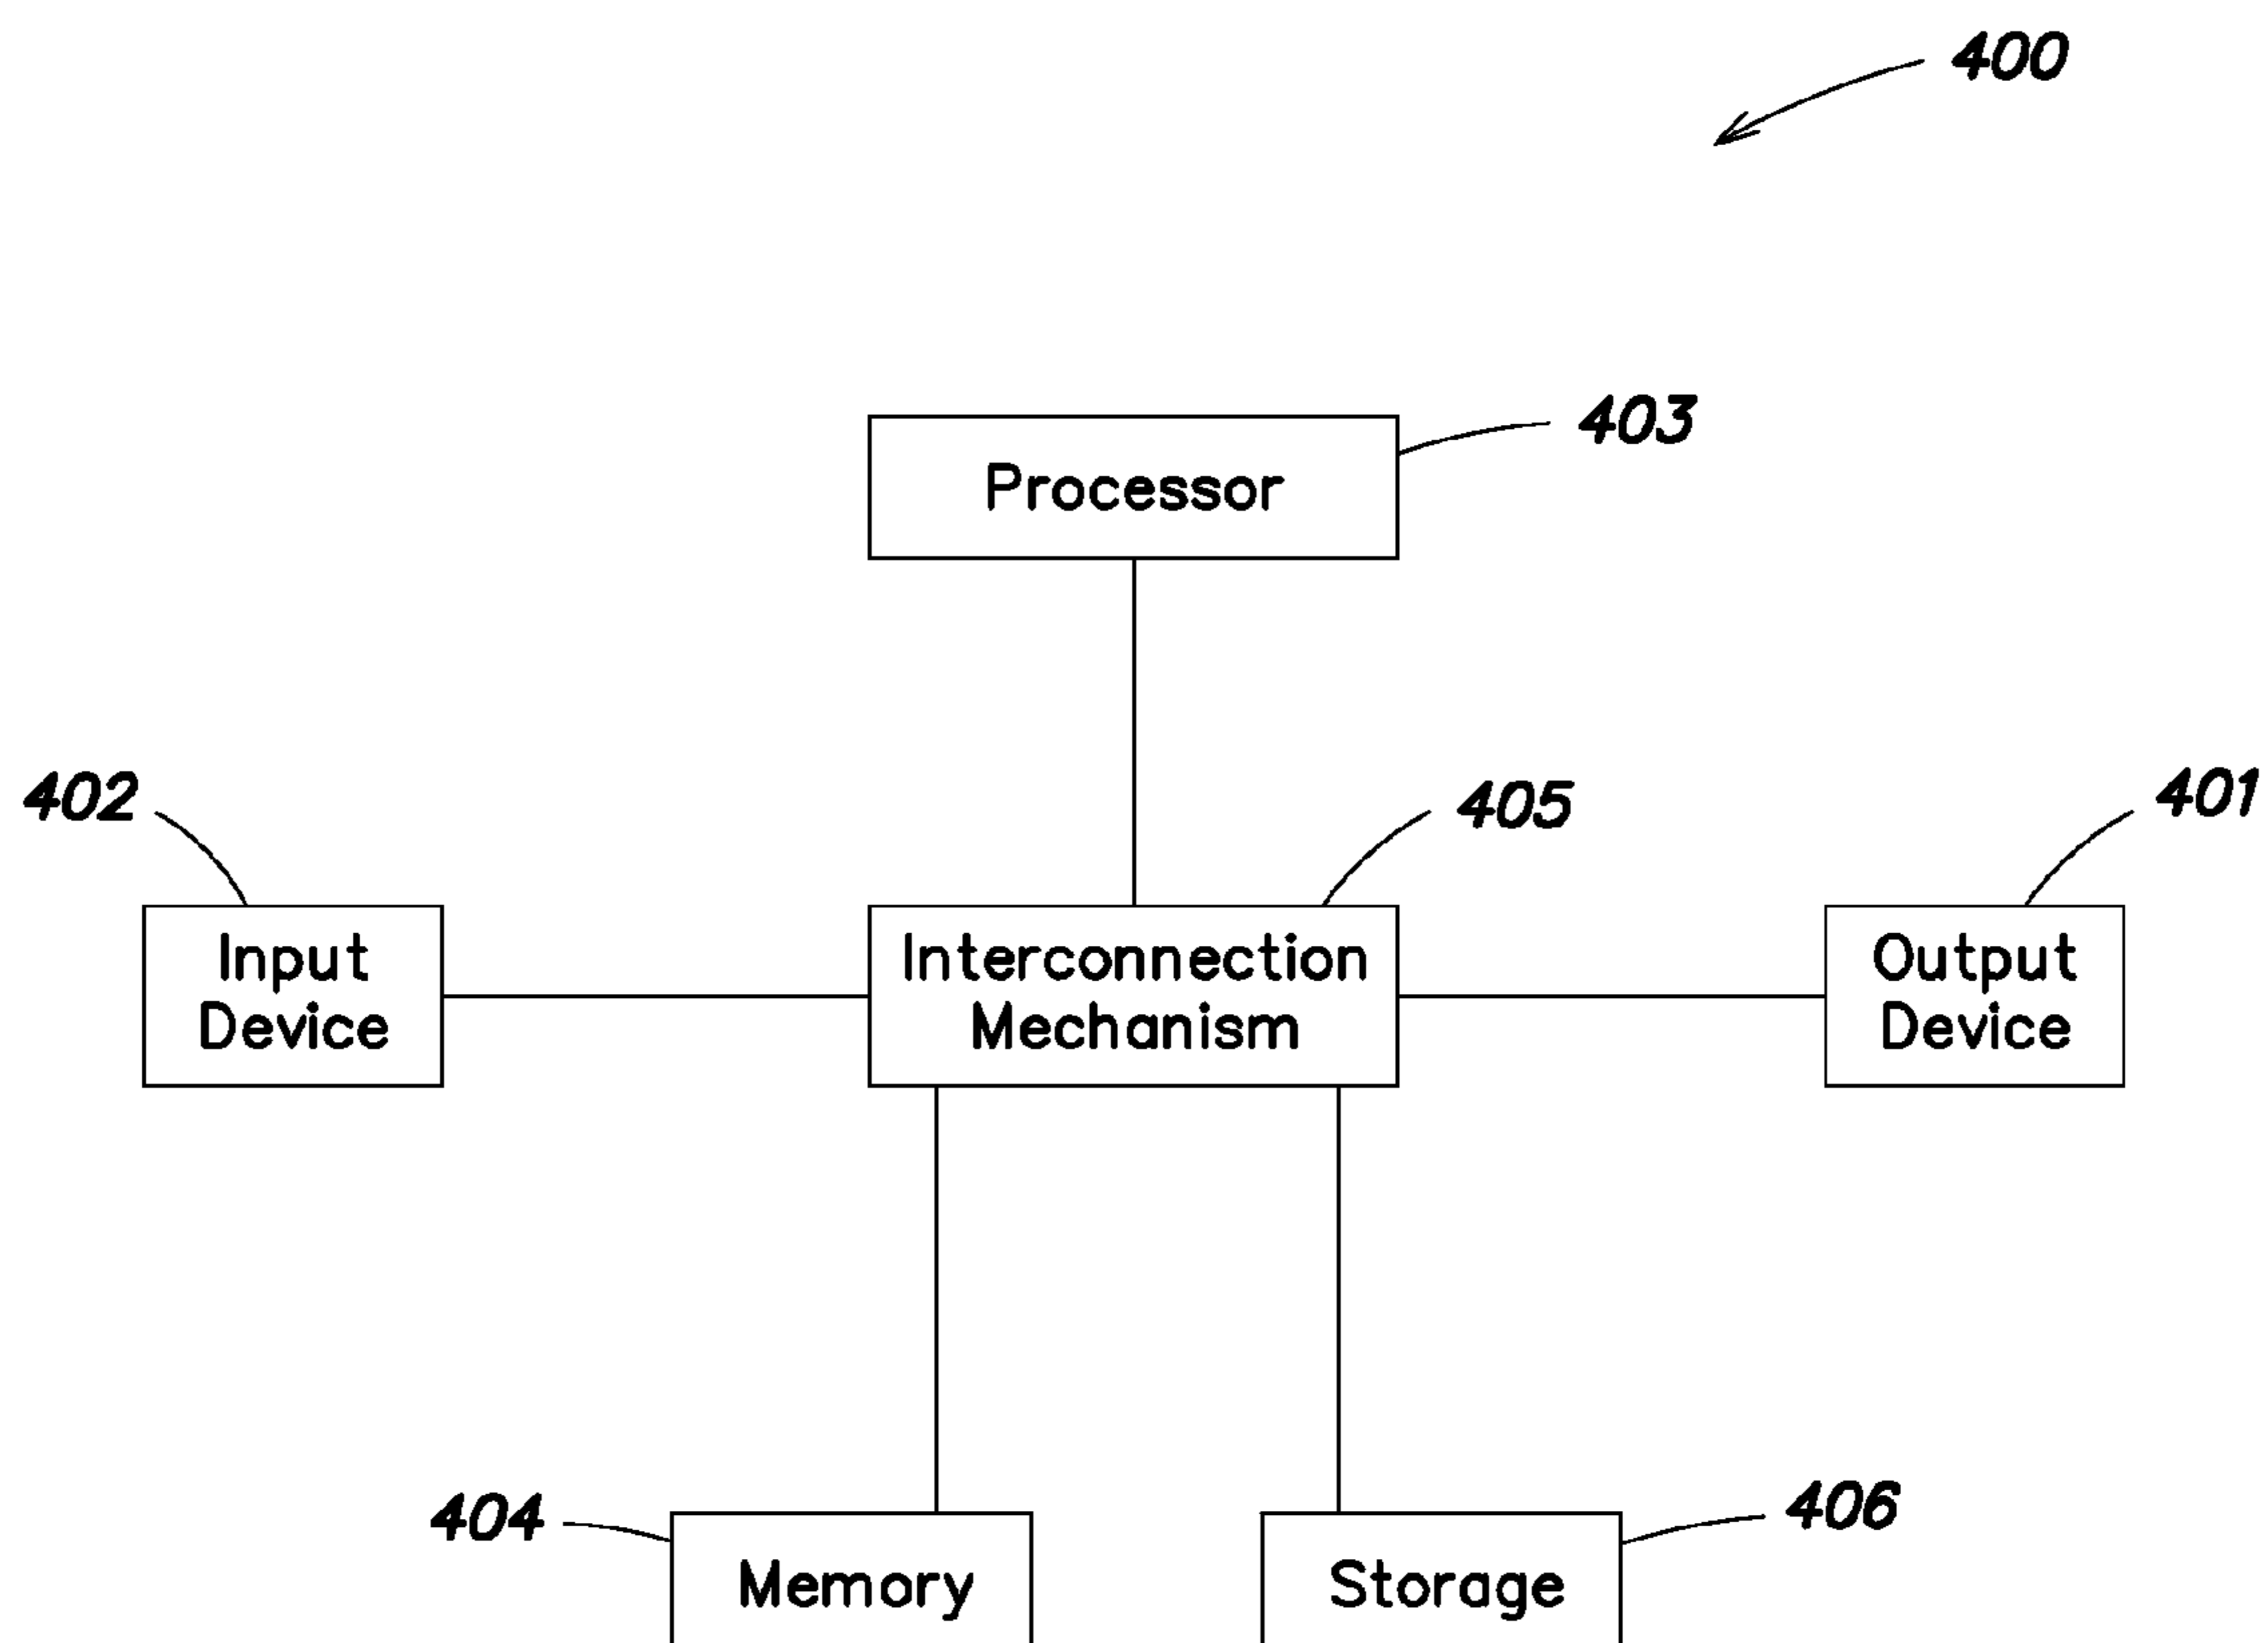 400
403
Processor
402
405
401
Input
Device
Interconnection
Mechanism
Output
Device
404
406
Memory
Storage